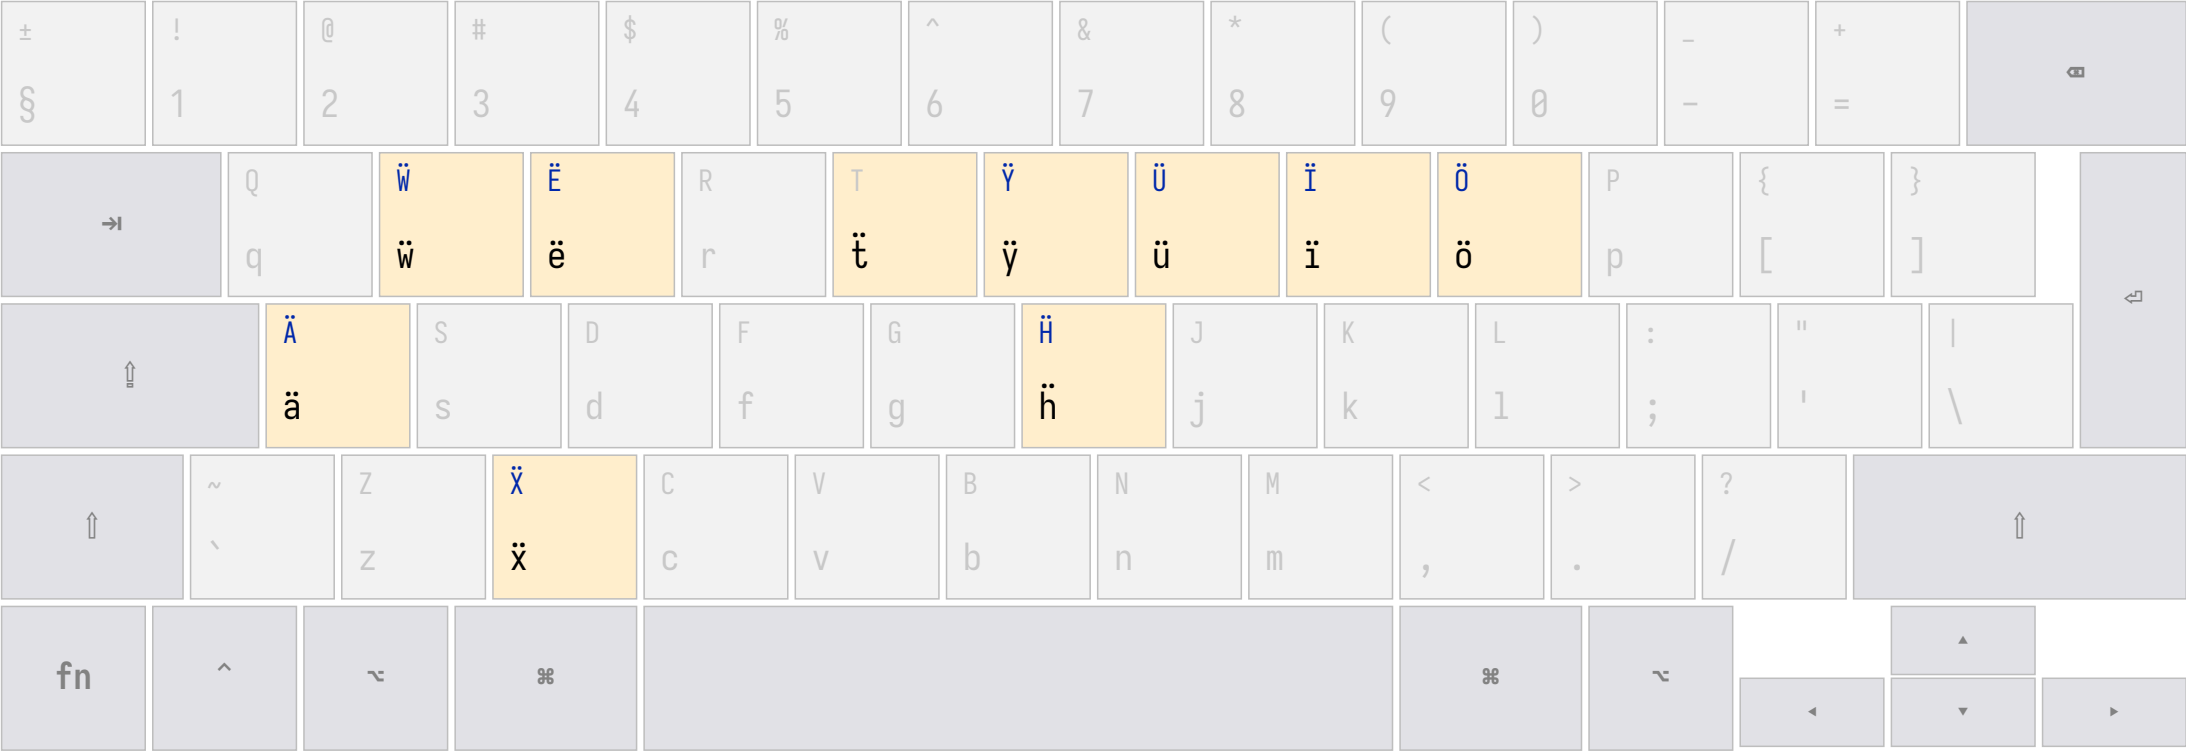 ± ! @ # $ % ^ & * ( ) _ +
§ 1 2 3 4 5 6 7 8 9 0 - = ⌫
Q Ẅ Ë R T Ÿ Ü Ï Ö P { }
⇥ q ẅ ë r ẗ ÿ ü ï ö p [ ]
Ä S D F G Ḧ J K L : " |
⇪ ä s d f g ḧ j k l ; ' \ ⏎
~ Z Ẍ C V B N M < > ?
⇧ ` z ẍ c v b n m , . / ⇧
fn ^ ⌥ ⌘ ⌘ ⌥ ▲
◀ ▼ ▶